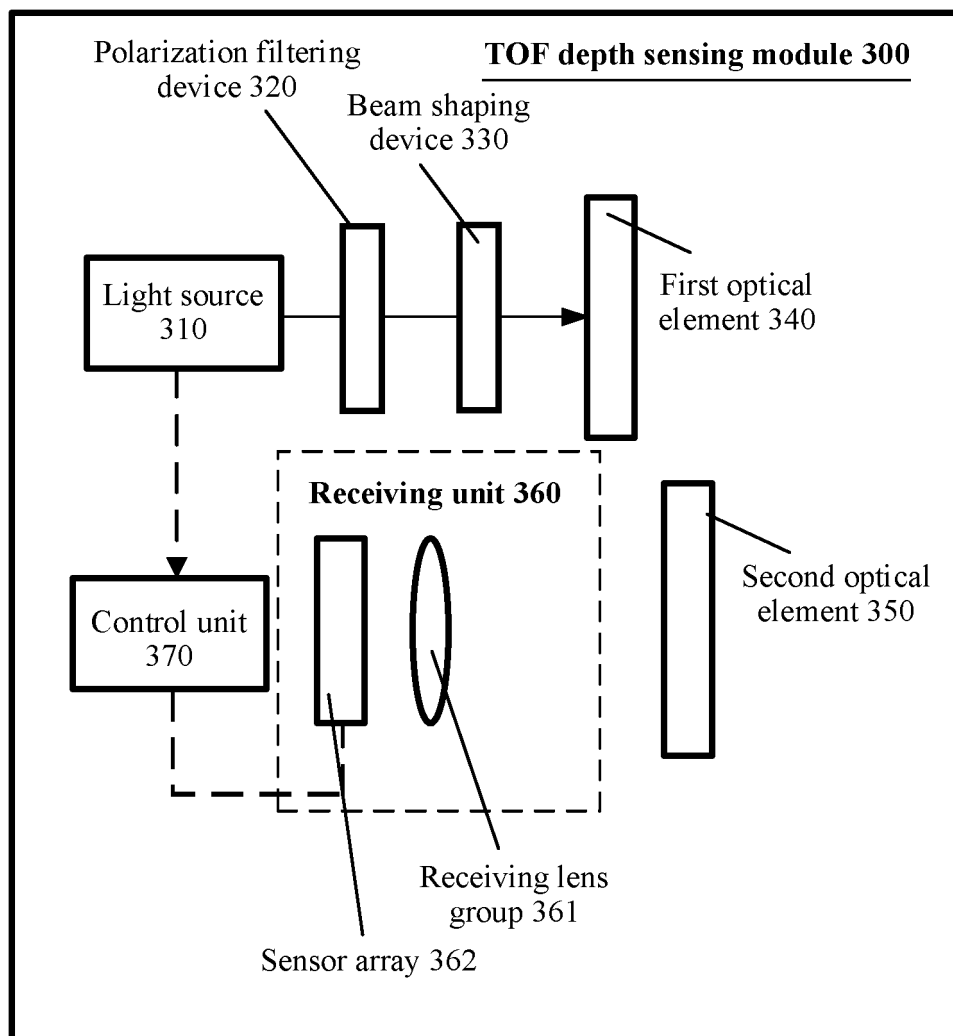 Polarization filtering
device 320
TOF depth sensing module 300
Beam shaping
device 330
Light source
310
First optical
element 340
Receiving unit 360
Control unit
370
Second optical
element 350
Receiving lens
group 361
Sensor array 362